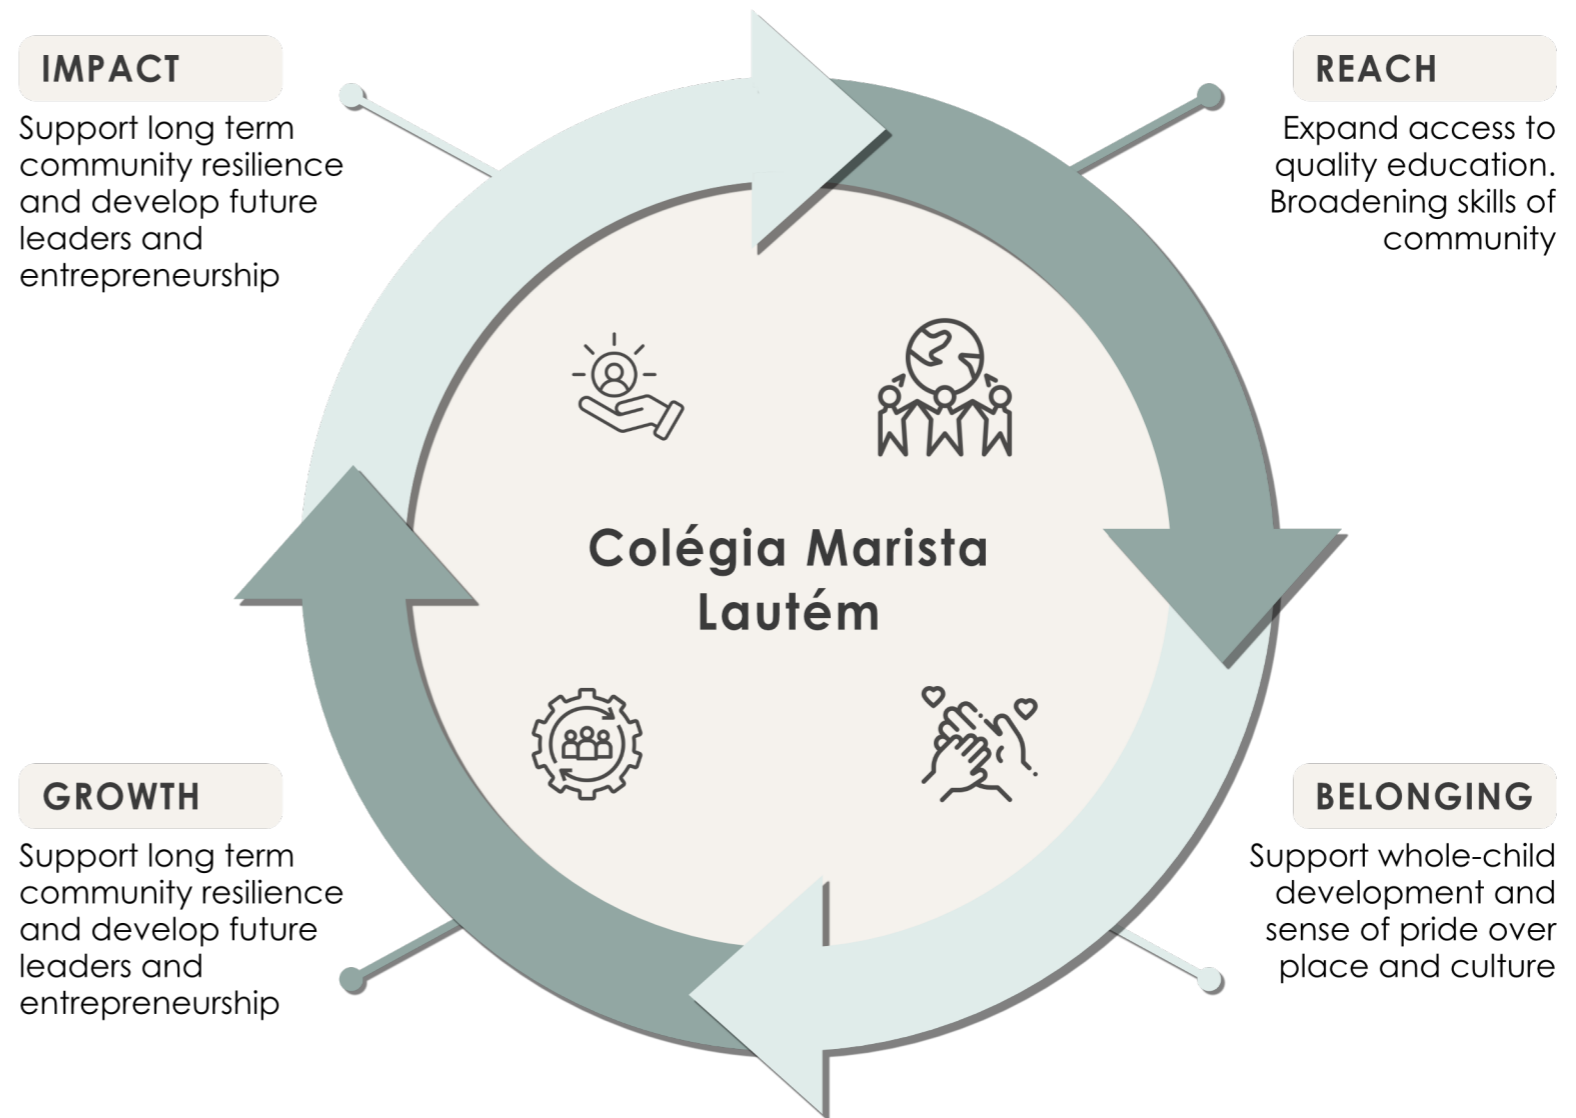 IMPACT
Support long term
community resilience
and develop future
leaders and
entrepreneurship
REACH
Expand access to
quality education.
Broadening skills of
community
Colégia Marista
Lautém
GROWTH
Support long term
community resilience
and develop future
leaders and
entrepreneurship
BELONGING
Support whole-child
development and
sense of pride over
place and culture